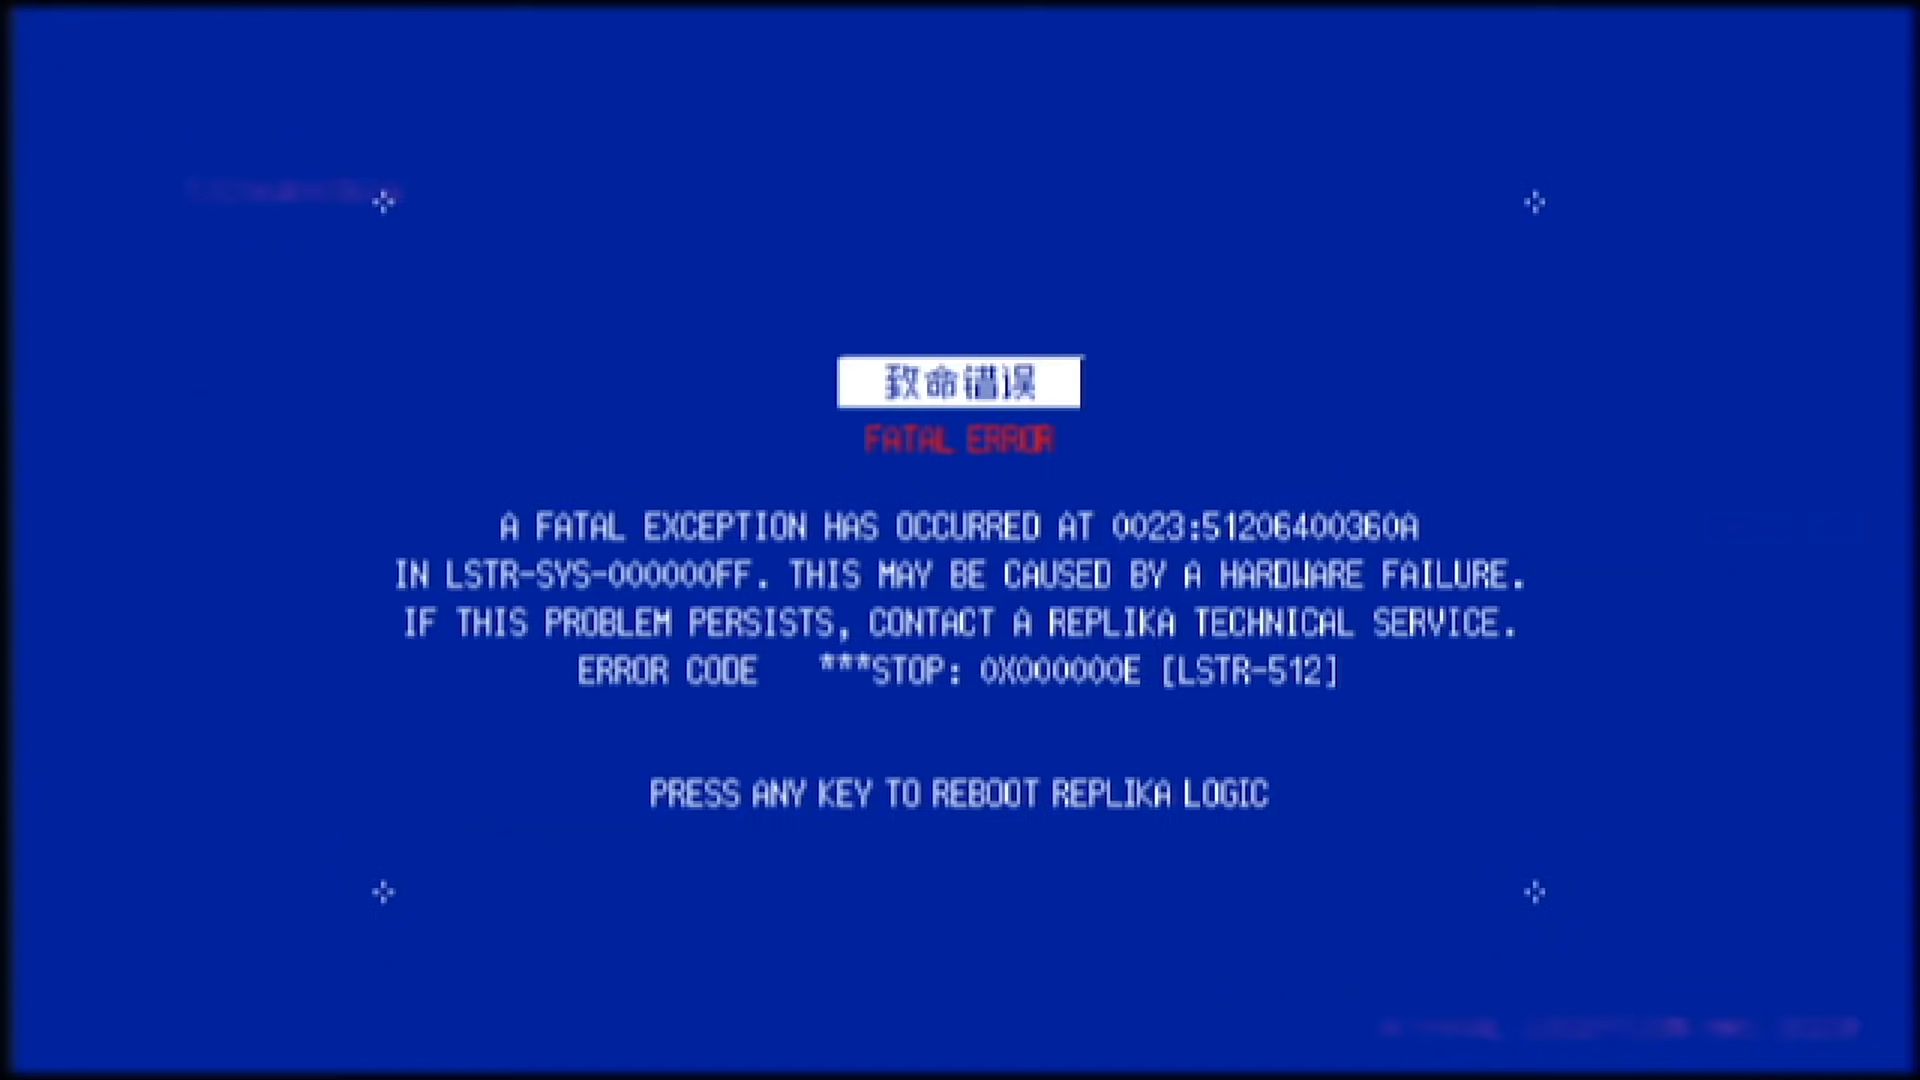 致命错误
FATAL ERROR
A FATAL EXCEPTION HAS OCCURRED AT 0023:51206400360A
IN LSTR-SYS-000000FF. THIS MAY BE CAUSED BY A HARDWARE FAILURE.
IF THIS PROBLEM PERSISTS, CONTACT A REPLIKA TECHNICAL SERVICE.
ERROR CODE ***STOP: 0X000000E [LSTR-512]
PRESS ANY KEY TO REBOOT REPLIKA LOGIC